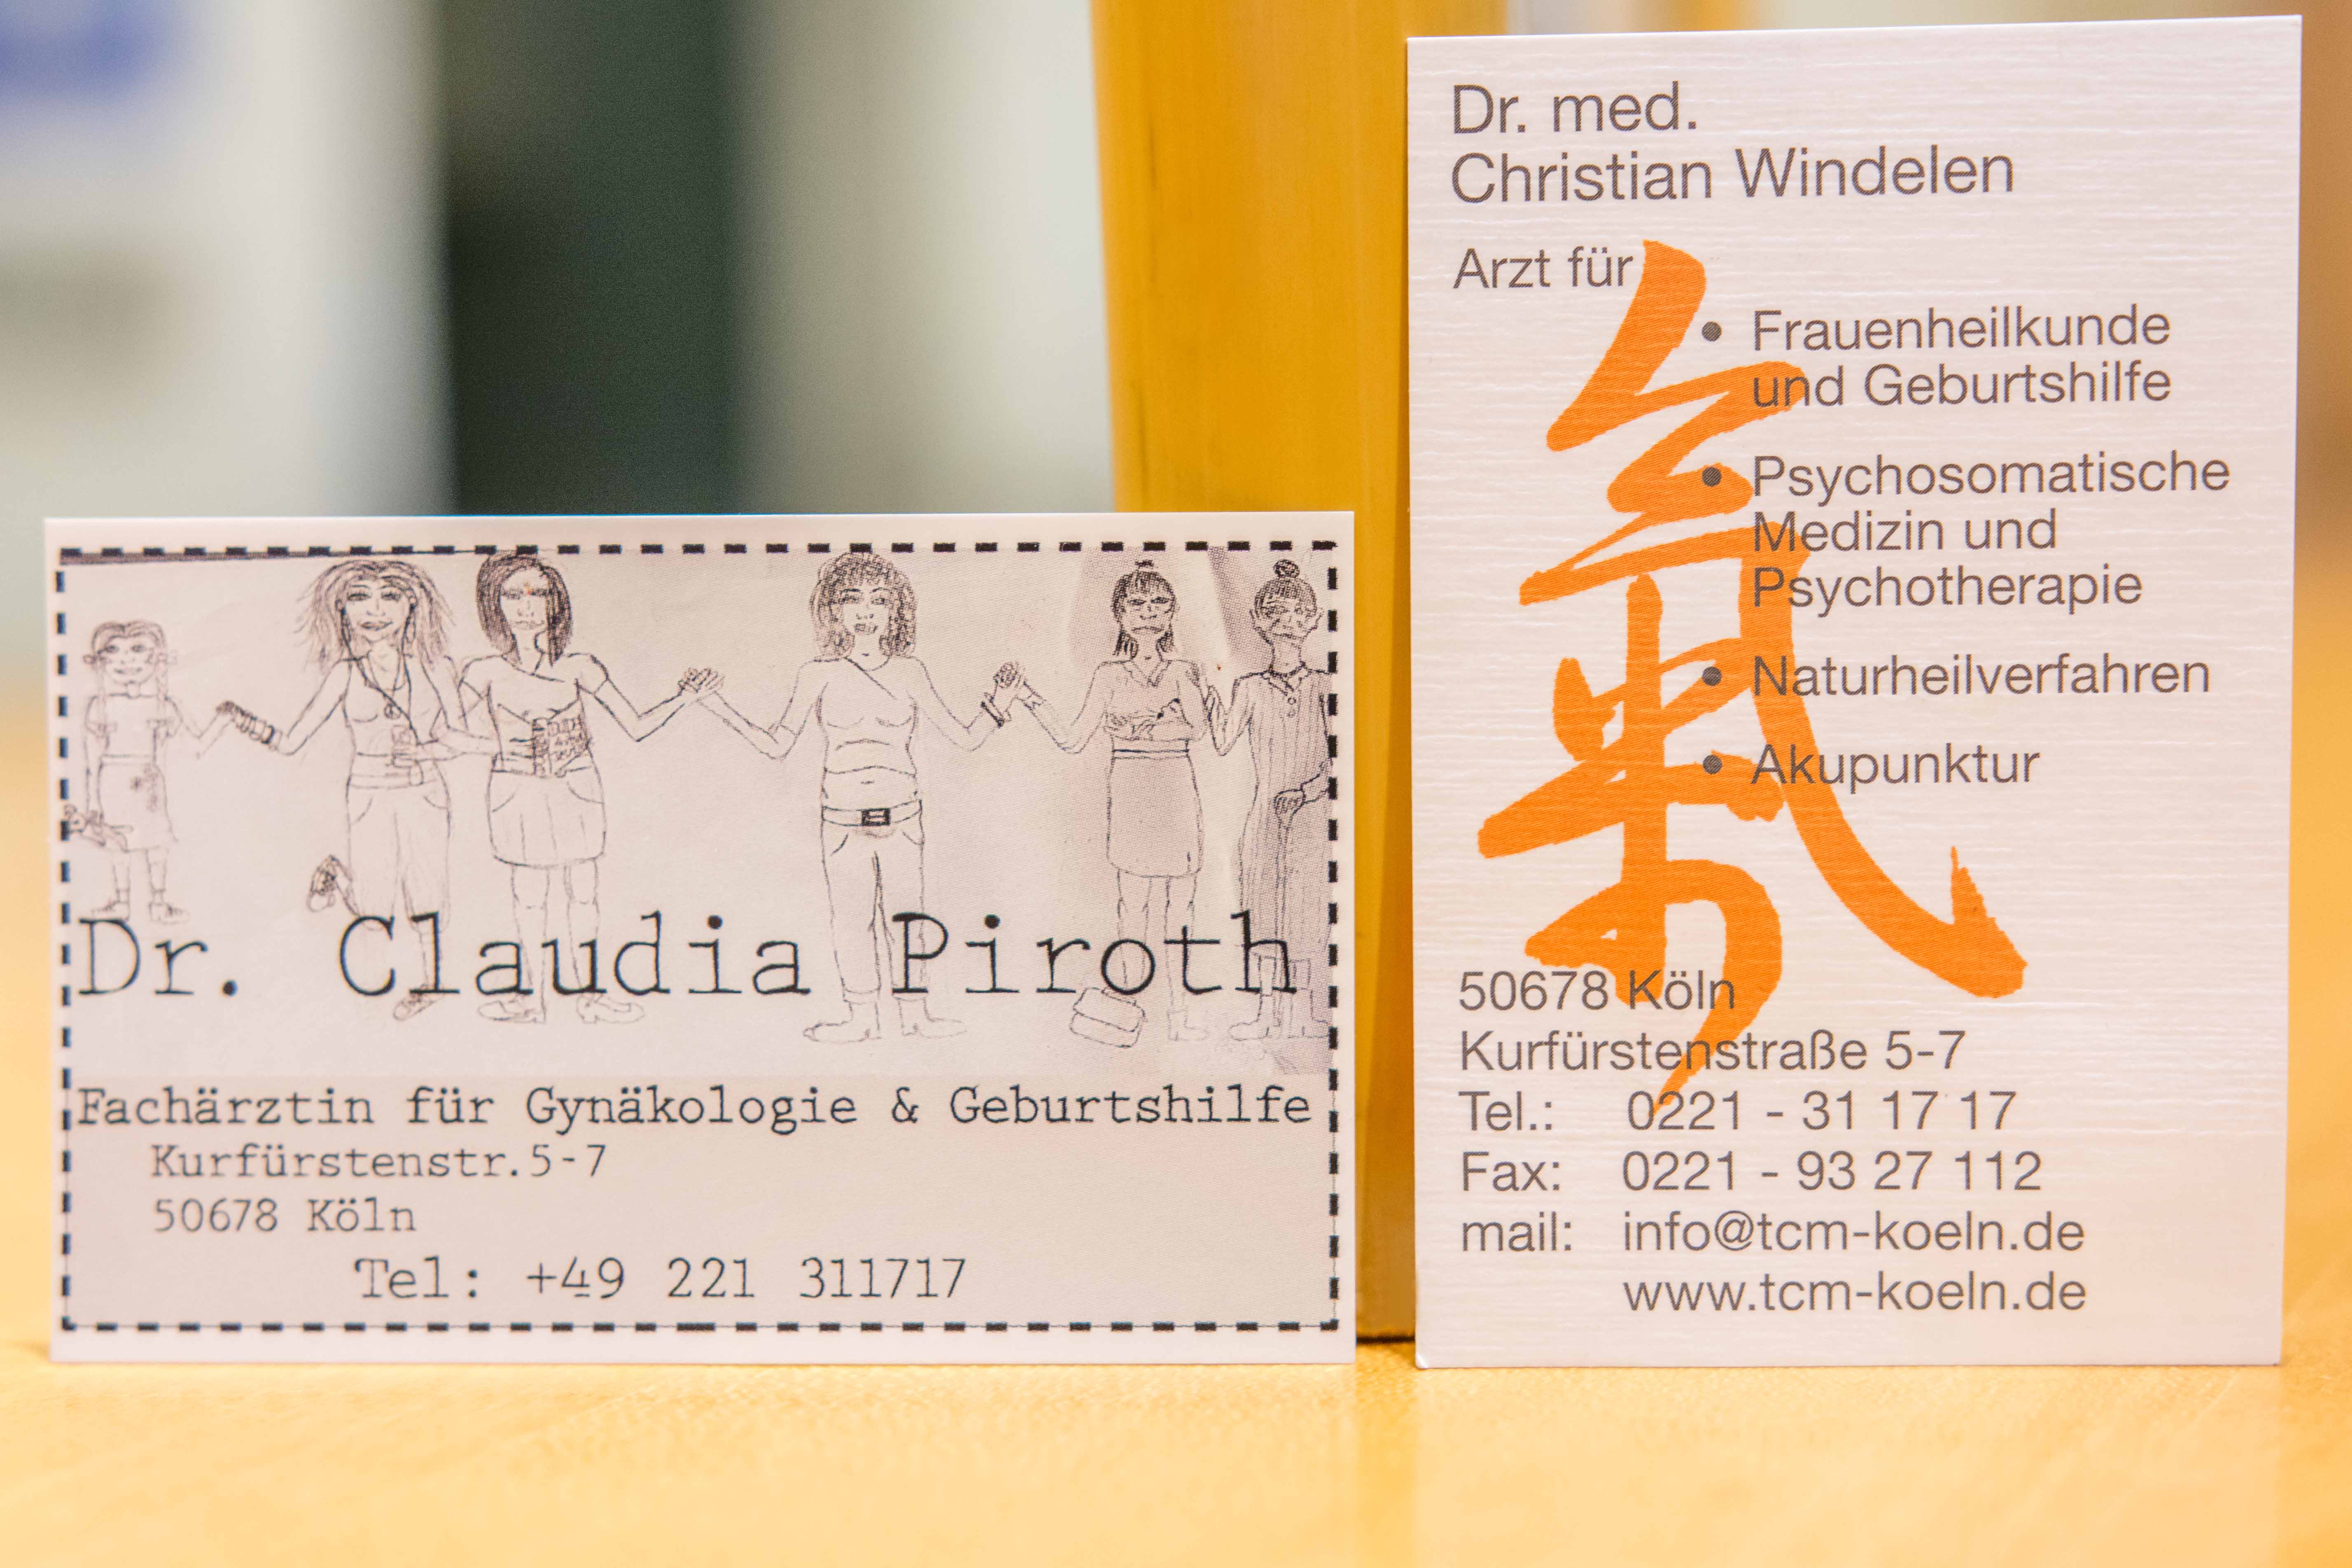 Dr. Claudia Piroth
Fachärztin für Gynäkologie & Geburtshilfe
Kurfürstenstr.5-7
50678 Köln
Tel: +49 221 311717
Dr. med.
Christian Windelen
Arzt für
• Frauenheilkunde
und Geburtshilfe
• Psychosomatische
Medizin und
Psychotherapie
• Naturheilverfahren
• Akupunktur
氣
50678 Köln
Kurfürstenstraße 5-7
Tel.: 0221 - 31 17 17
Fax: 0221 - 93 27 112
mail: info@tcm-koeln.de
www.tcm-koeln.de